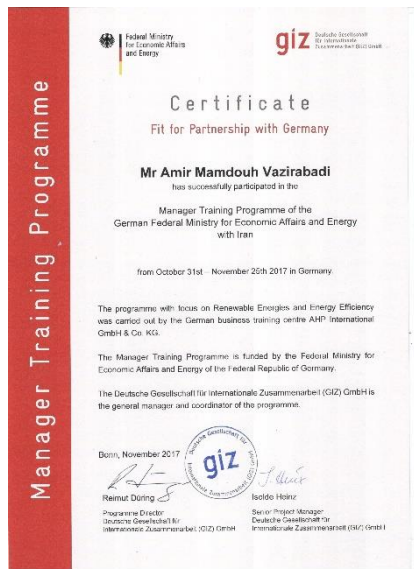 Manager Training Programme
Federal Ministry
for Economic Affairs
and Energy
giz
Deutsche Gesellschaft
für Internationale
Zusammenarbeit (GIZ) GmbH
Certificate
Fit for Partnership with Germany
Mr Amir Mamdouh Vazirabadi
has successfully participated in the
Manager Training Programme of the
German Federal Ministry for Economic Affairs and Energy
with Iran
from October 31st – November 25th 2017 in Germany.
The programme with focus on Renewable Energies and Energy Efficiency
was carried out by the German business training centre AHP International
GmbH & Co. KG.
The Manager Training Programme is funded by the Federal Ministry for
Economic Affairs and Energy of the Federal Republic of Germany.
The Deutsche Gesellschaft für Internationale Zusammenarbeit (GIZ) GmbH is
the general manager and coordinator of the programme.
Bonn, November 2017
Deutsche Gesellschaft für
giz
Internationale Zusammenarbeit
Reimut Düring
Isolde Heinz
Programme Director
Deutsche Gesellschaft für
Internationale Zusammenarbeit (GIZ) GmbH
Senior Project Manager
Deutsche Gesellschaft für
Internationale Zusammenarbeit (GIZ) GmbH